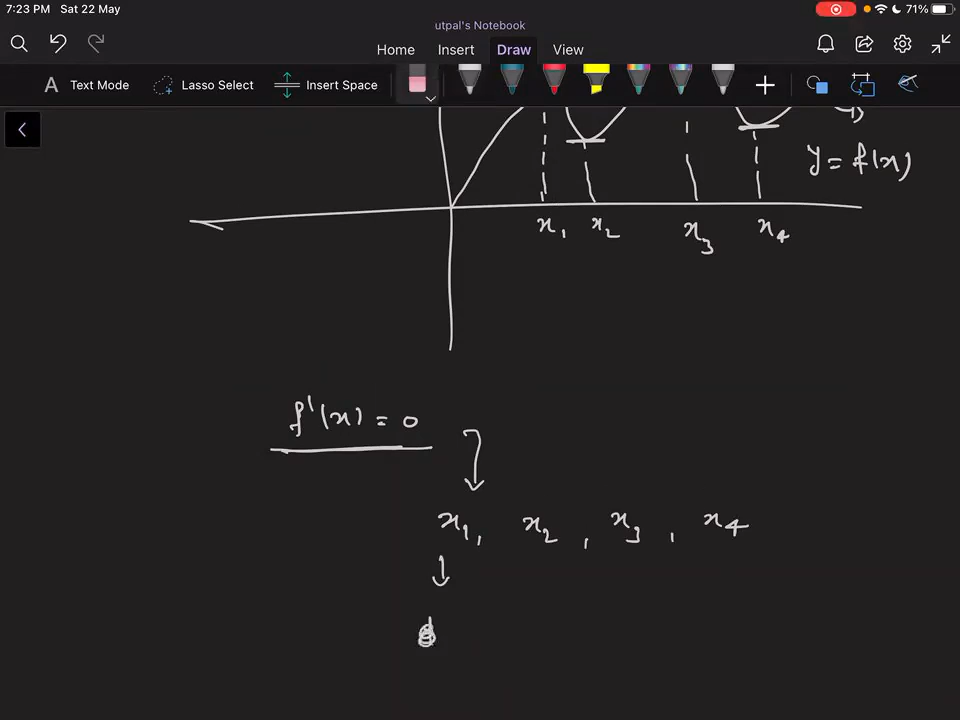 7:23 PM Sat 22 May 71%
utpal's Notebook
Home Insert Draw View
A Text Mode Lasso Select Insert Space
y = f(x)
x1 x2 x3 x4
f'(x) = 0
x1, x2, x3, x4